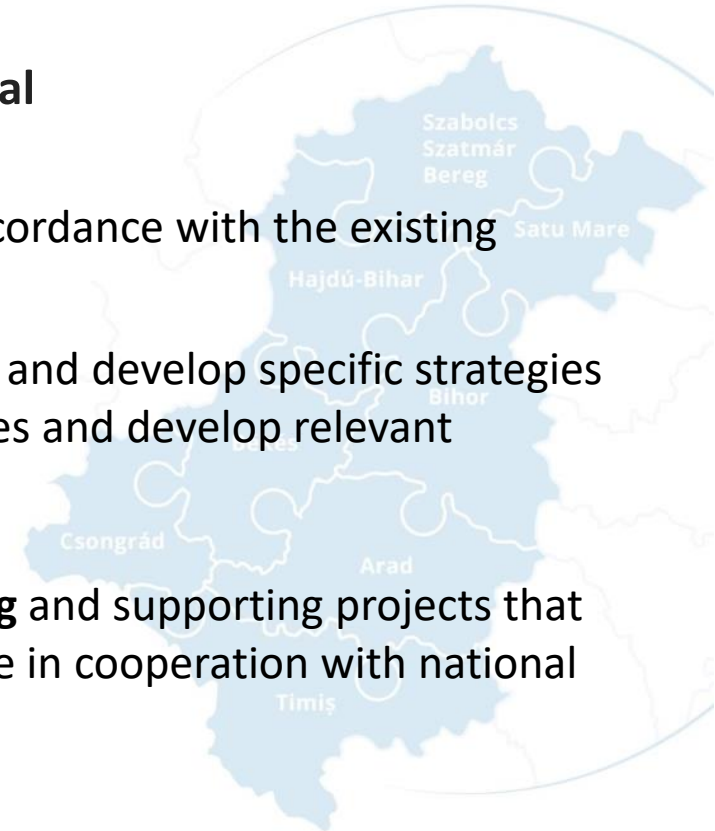 al
Szabolcs
Szatmár
Bereg
cordance with the existing
Satu Mare
Hajdú-Bihar
and develop specific strategies
Bihor
es and develop relevant
Békés
Csongrád
Arad
g and supporting projects that
e in cooperation with national
Timiș